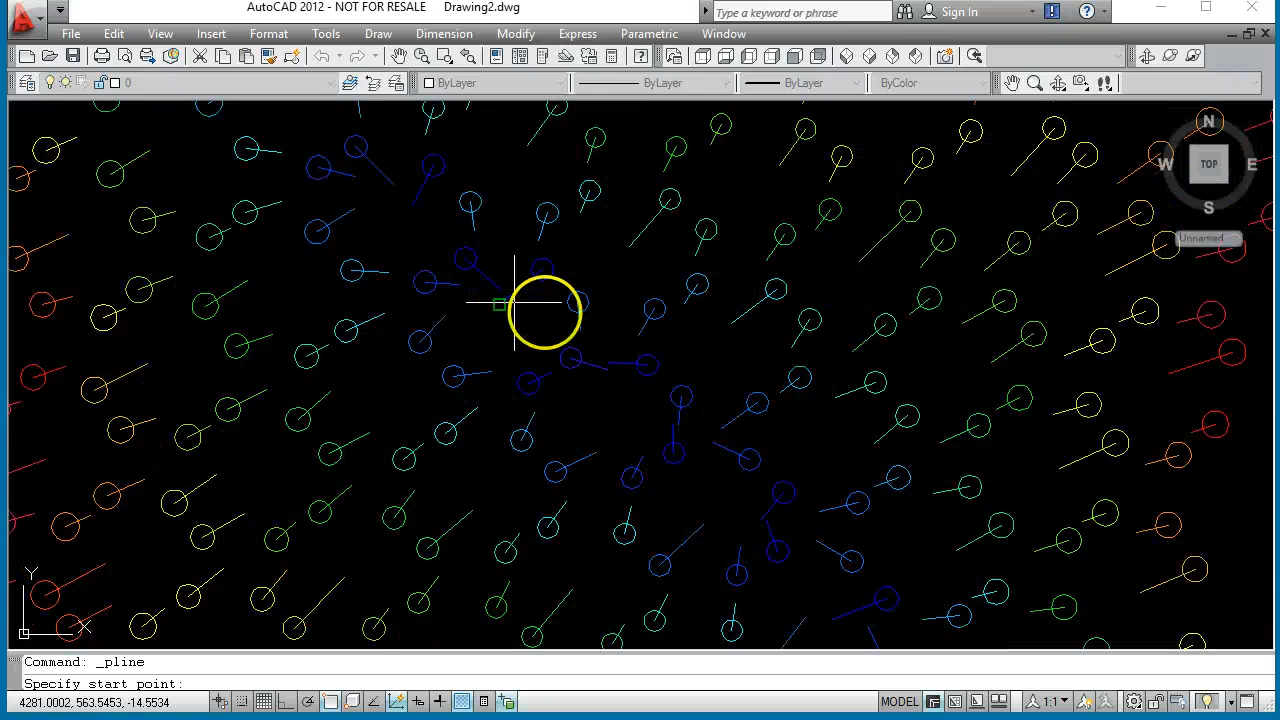 AutoCAD 2012 - NOT FOR RESALE Drawing2.dwg
Type a keyword or phrase
Sign In
File Edit View Insert Format Tools Draw Dimension Modify Express Parametric Window
0
ByLayer
ByLayer
ByLayer
ByColor
N
W
TOP
E
S
Unnamed
Y
X
Command: _pline
Specify start point:
4281.0002, 563.5453, -14.5534
MODEL
1:1